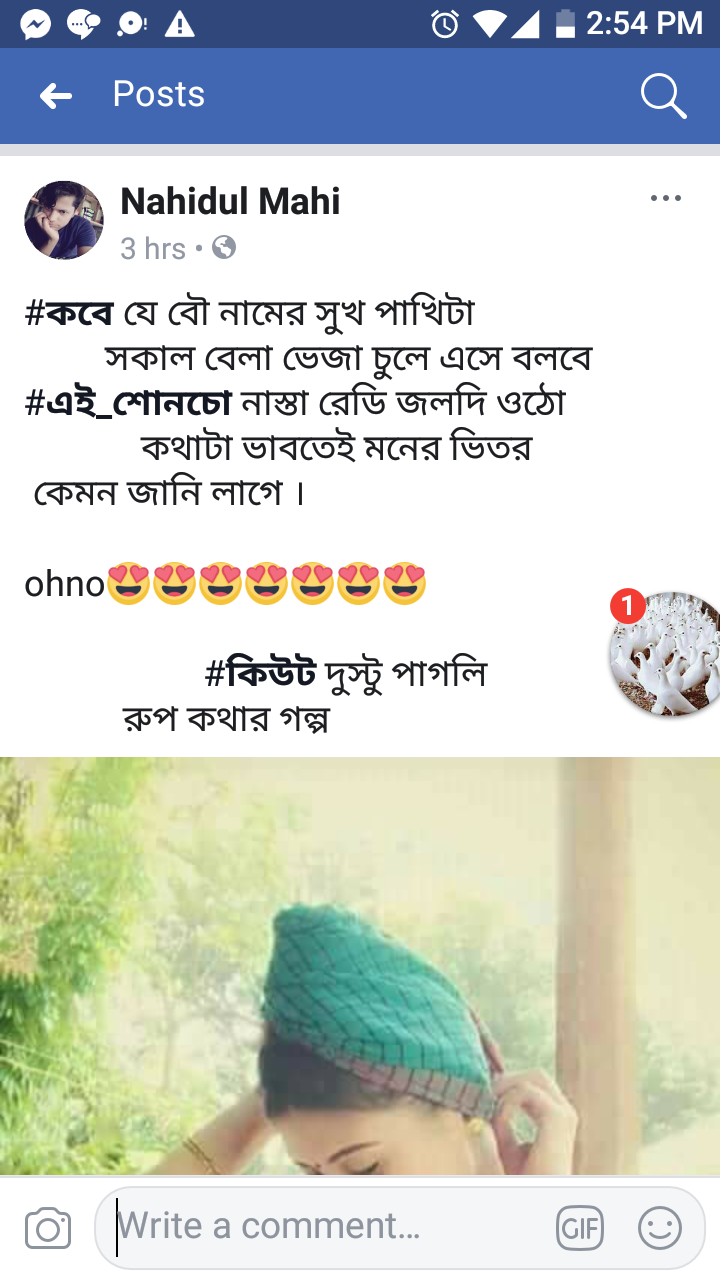 2:54 PM
Posts
Nahidul Mahi
3 hrs •
#কবে যে বৌ নামের সুখ পাখিটা
সকাল বেলা ভেজা চুলে এসে বলবে
#এই_শোনচো নাস্তা রেডি জলদি ওঠো
কথাটা ভাবতেই মনের ভিতর
কেমন জানি লাগে ।
ohno😍😍😍😍😍😍😍
1
#কিউট দুস্টু পাগলি
রুপ কথার গল্প
Write a comment...
GIF